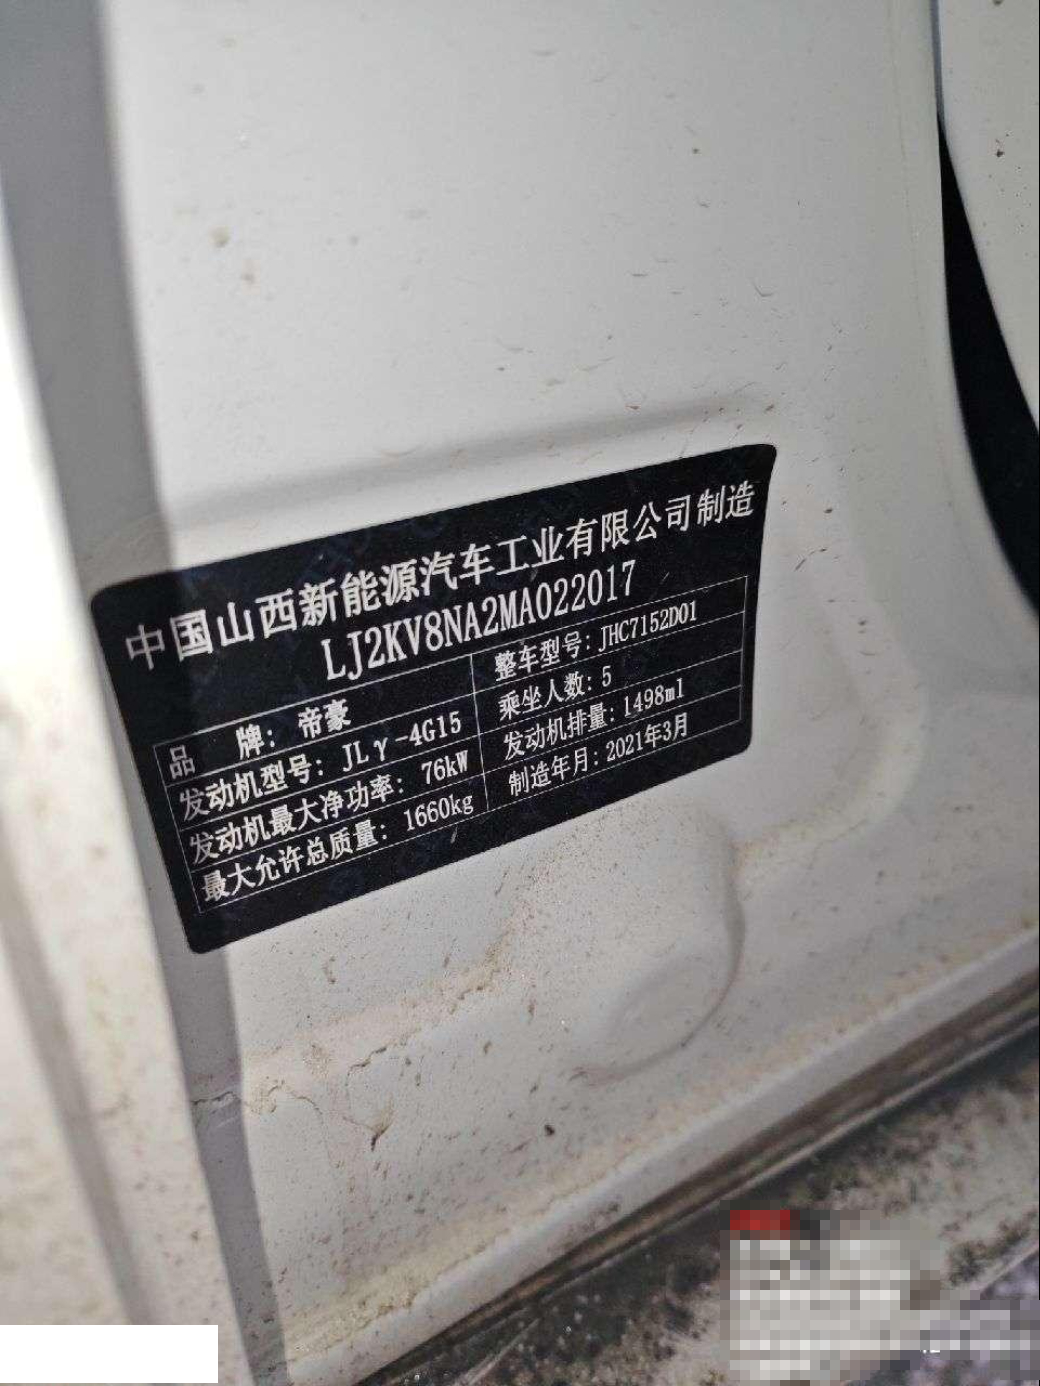 中国山西新能源汽车工业有限公司制造
LJ2KV8NA2MA022017
品 牌: 帝豪
整车型号: JHC7152D01
发动机型号: JLγ-4G15
乘坐人数: 5
发动机最大净功率: 76kW
发动机排量: 1498ml
最大允许总质量: 1660kg
制造年月: 2021年3月